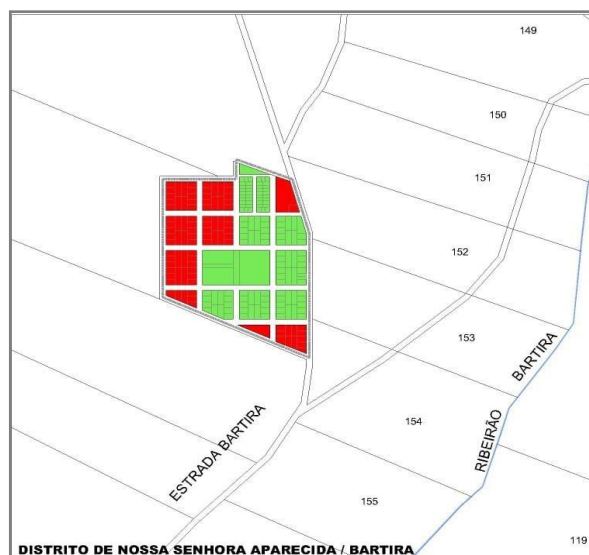 149
150
151
152
153
BARTIRA
RIBEIRÃO
154
ESTRADA BARTIRA
155
119
DISTRITO DE NOSSA SENHORA APARECIDA / BARTIRA